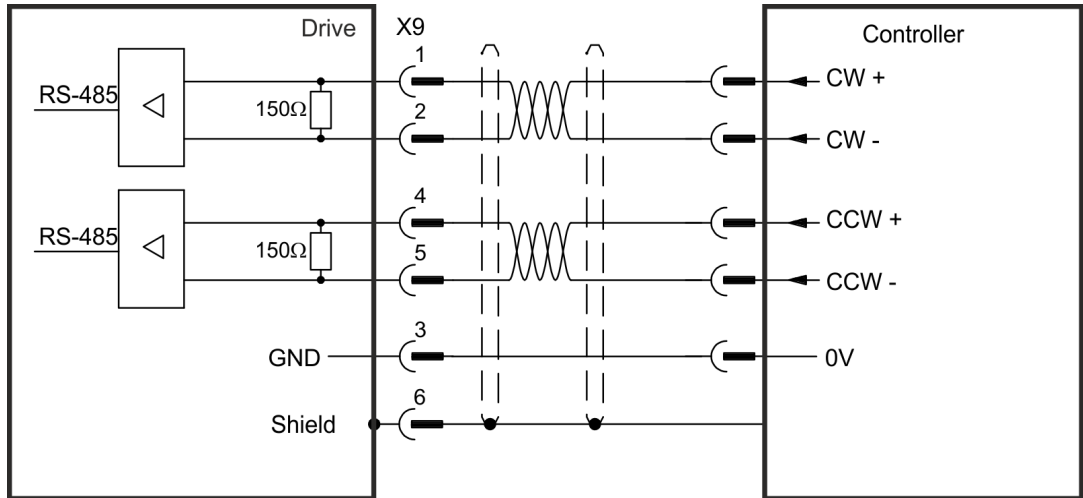 Drive X9 Controller
1
RS-485 150Ω CW +
2
CW -
4
RS-485 150Ω CCW +
5
CCW -
3
GND 0V
6
Shield